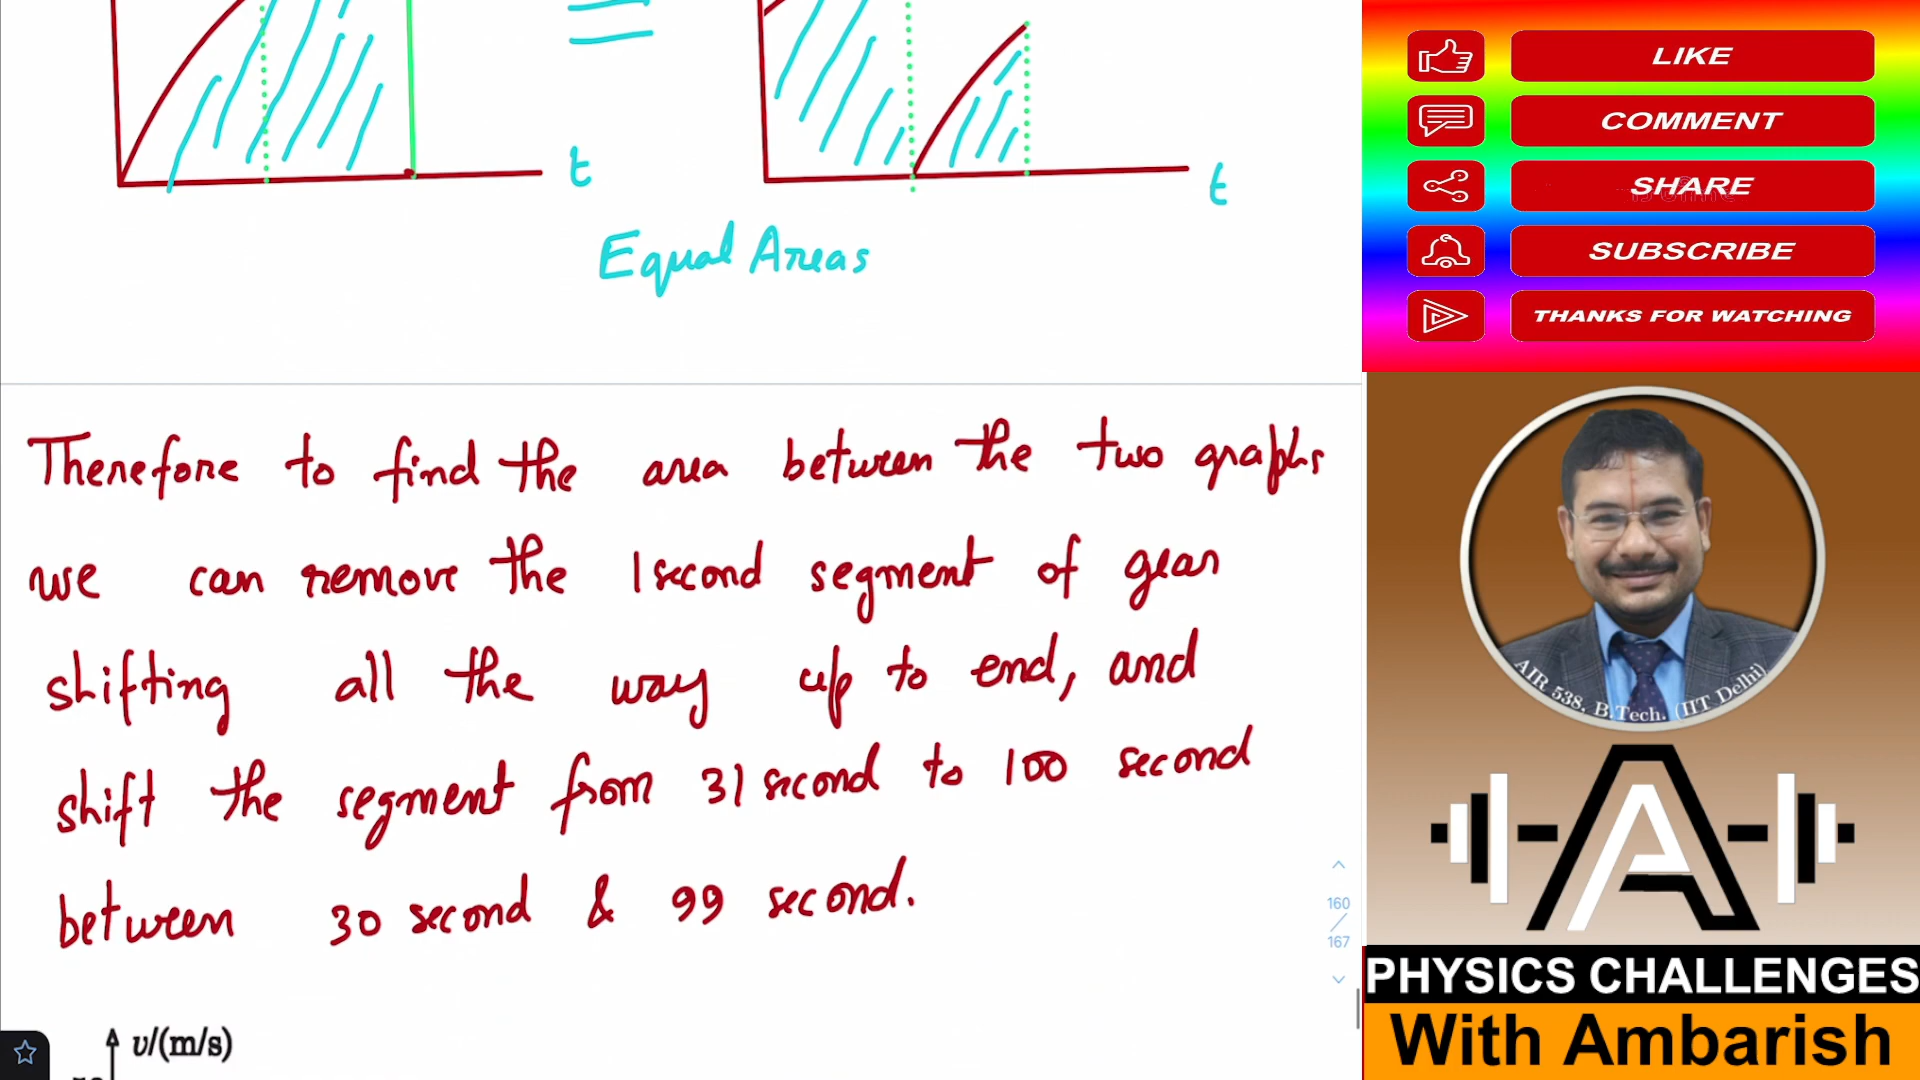 t
t
Equal Areas
Therefore to find the area between the two graphs
we can remove the 1 second segment of gear
shifting all the way up to end, and
shift the segment from 31 second to 100 second
between 30 second & 99 second.
160
/
167
v/(m/s)
LIKE
COMMENT
SHARE
SUBSCRIBE
THANKS FOR WATCHING
AIR 538, B.Tech. (IIT Delhi)
A
PHYSICS CHALLENGES
With Ambarish